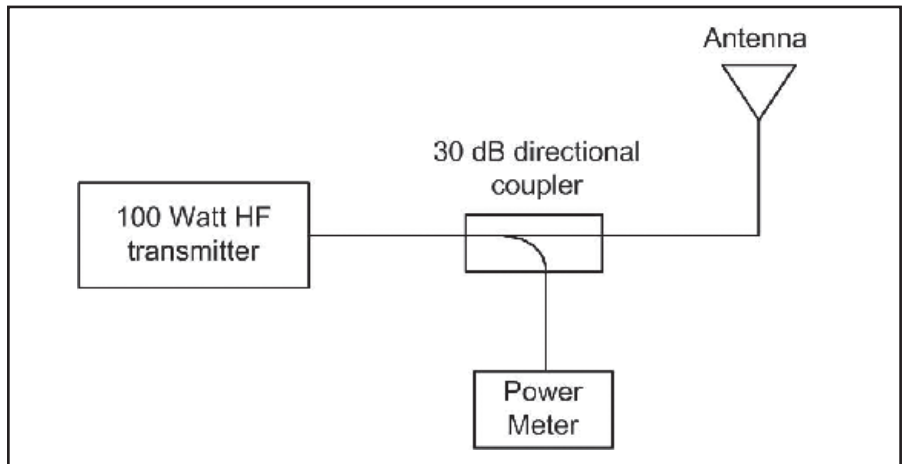 Antenna
30 dB directional
coupler
100 Watt HF
transmitter
Power
Meter